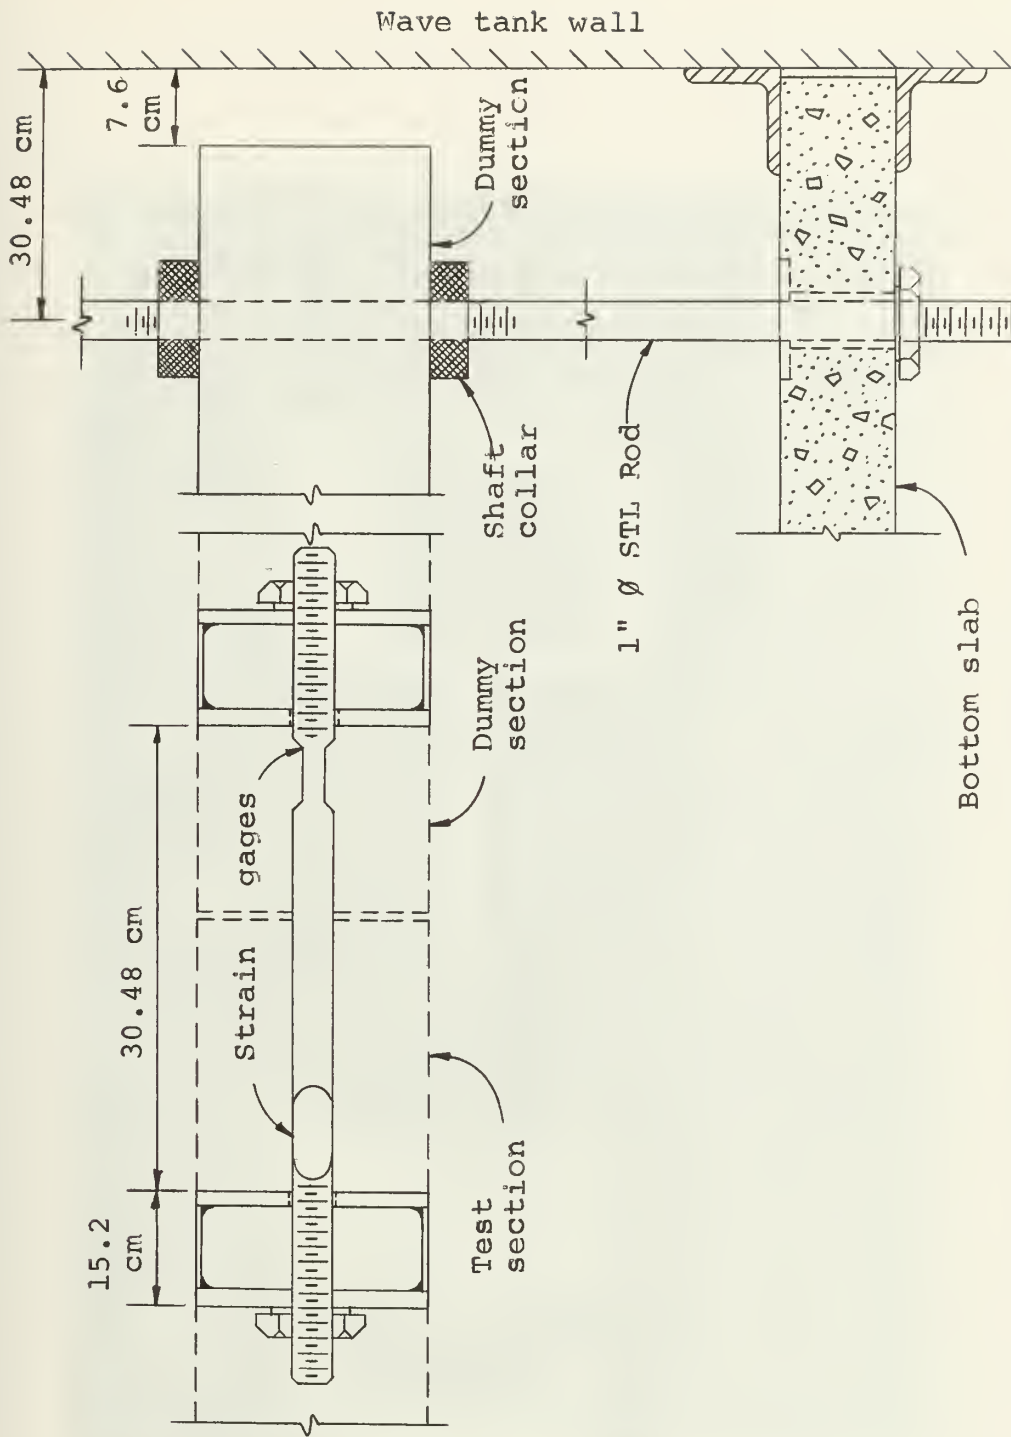 Wave tank wall
30.48 cm
7.6
cm
Dummy
section
Shaft
collar
1" Ø STL Rod
Bottom slab
Dummy
section
Strain gages
30.48 cm
15.2
cm
Test
section